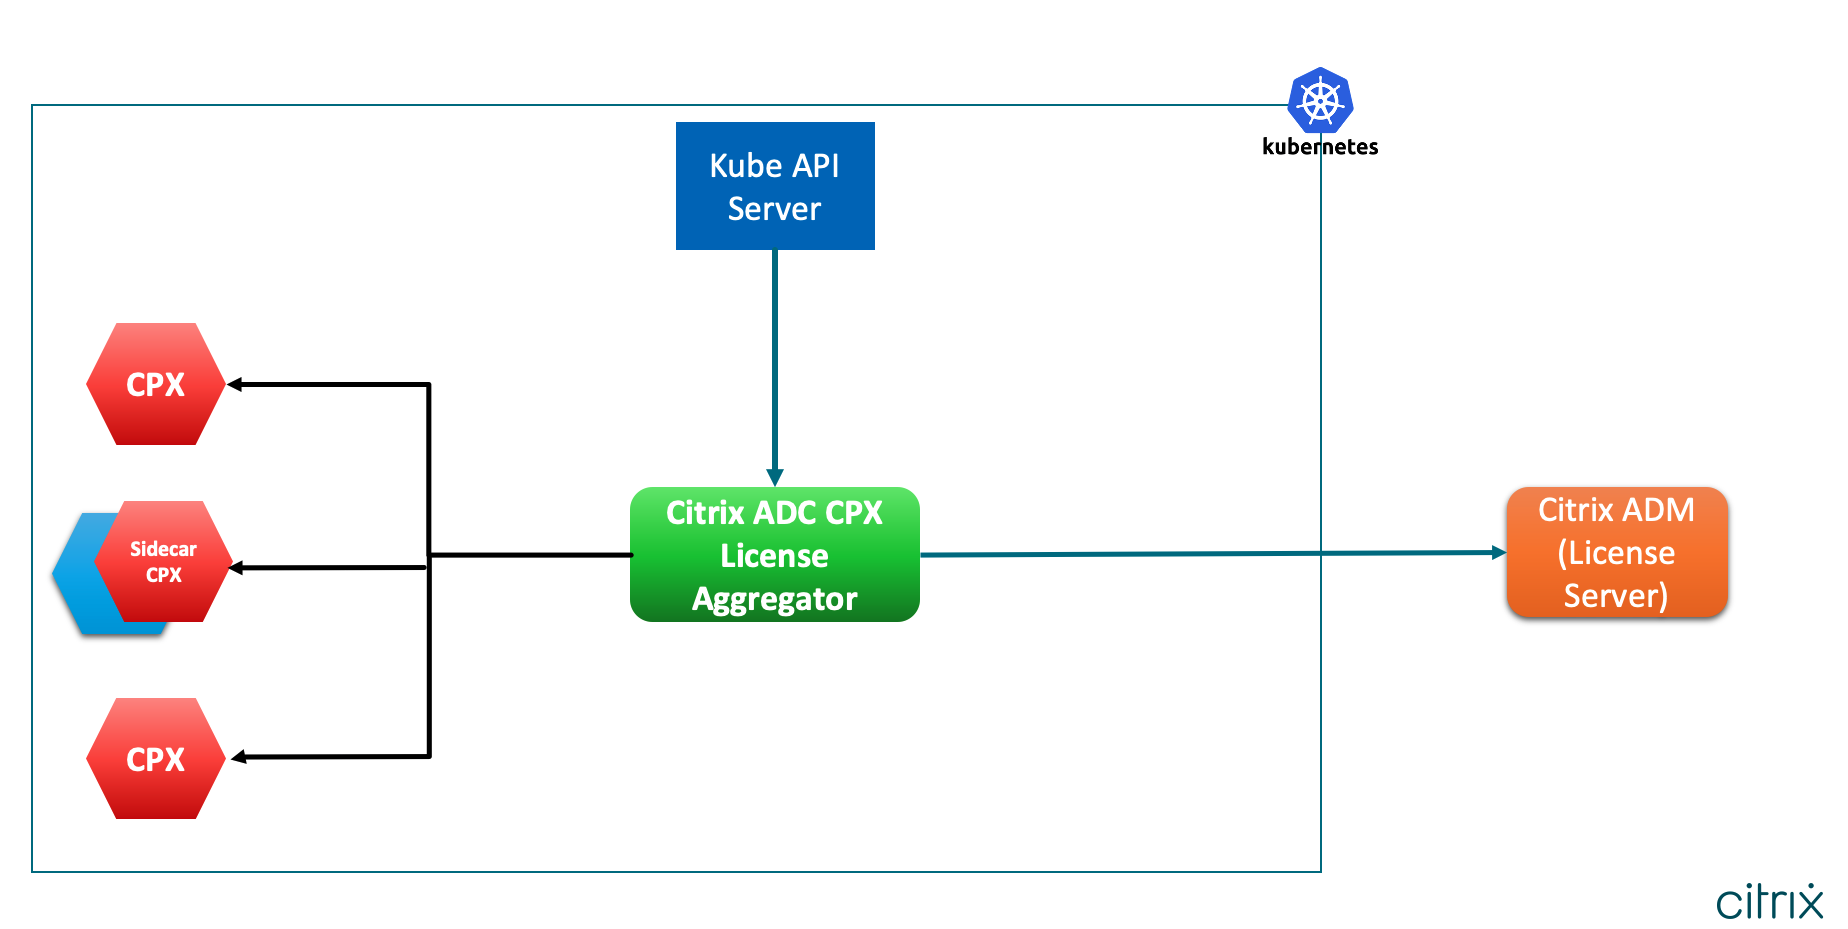 kubernetes
Kube API
Server
CPX
Sidecar
CPX
CPX
Citrix ADC CPX
License
Aggregator
Citrix ADM
(License
Server)
citrix